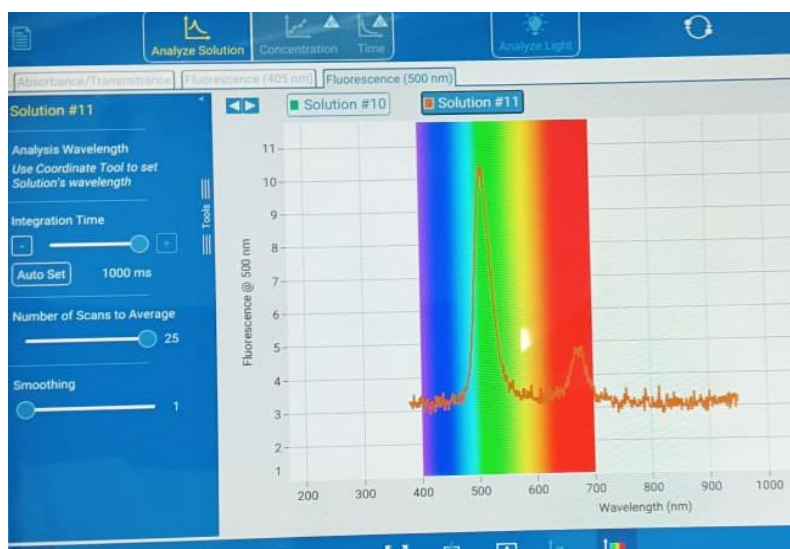 Analyze Solution
Concentration
Time
Analyze Light
Absorbance/Transmittance
Fluorescence (405 nm)
Fluorescence (500 nm)
Solution #11
Solution #10
Solution #11
Analysis Wavelength
Use Coordinate Tool to set
Solution's wavelength
Tools
Integration Time
-
+
Auto Set
1000 ms
Number of Scans to Average
25
Smoothing
1
Fluorescence @ 500 nm
11
10
9
8
7
6
5
4
3
2
1
200 300 400 500 600 700 800 900 1000
Wavelength (nm)